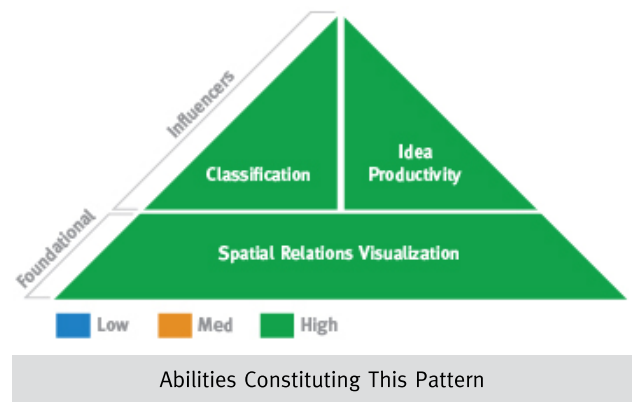 Influencers
Classification
Idea
Productivity
Foundational
Spatial Relations Visualization
Low
Med
High
Abilities Constituting This Pattern